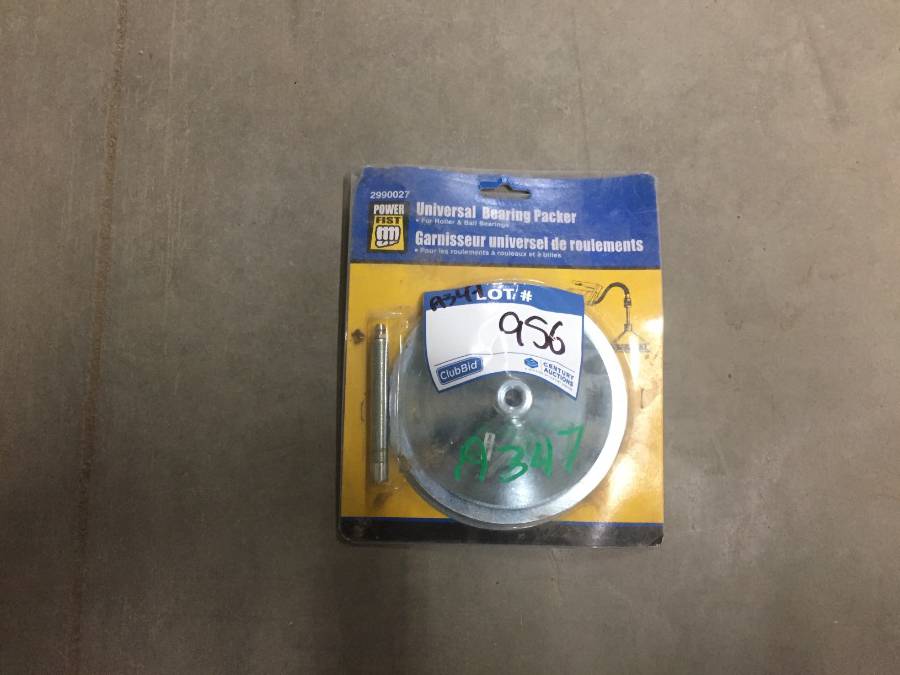 2990027
POWER
FIST
Universal Bearing Packer
• For Roller & Ball Bearings
Garnisseur universel de roulements
• Pour les roulements à rouleaux et à billes
A347
LOT #
956
ClubBid
CENTURY
AUCTIONS
A347